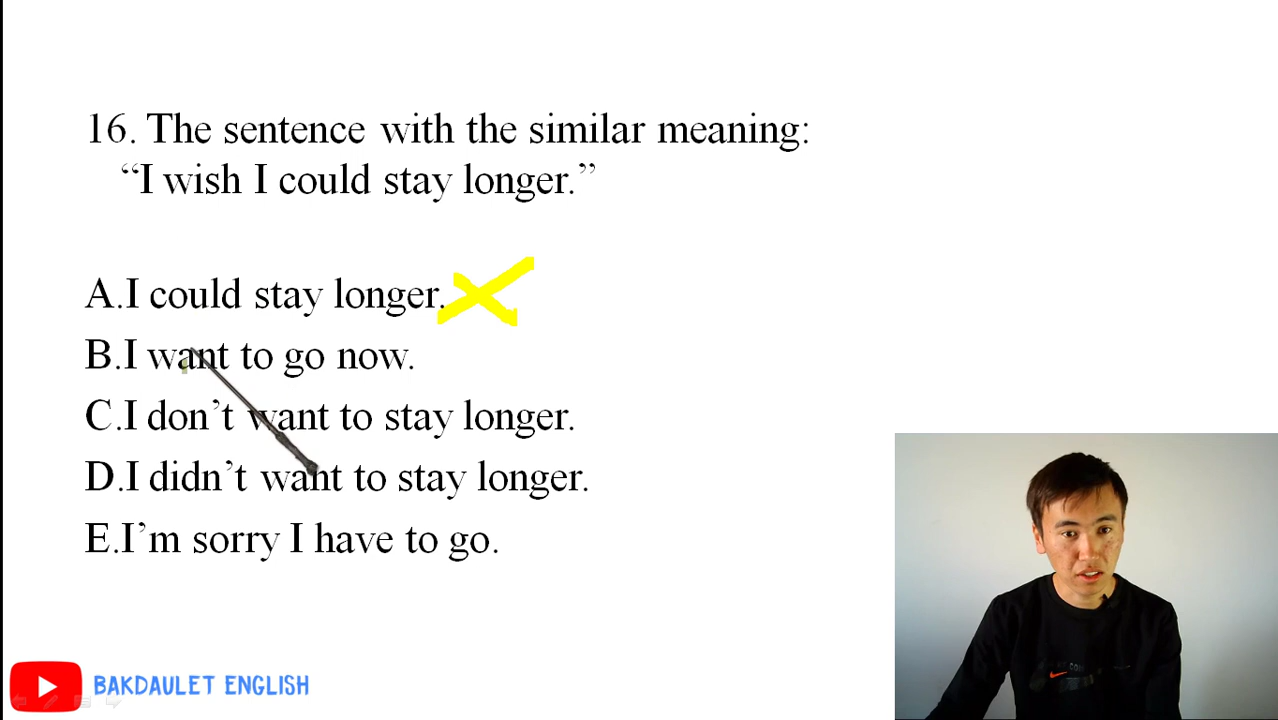 16. The sentence with the similar meaning:
“I wish I could stay longer.”
A.I could stay longer.
B.I want to go now.
C.I don’t want to stay longer.
D.I didn’t want to stay longer.
E.I’m sorry I have to go.
BAKDAULET ENGLISH